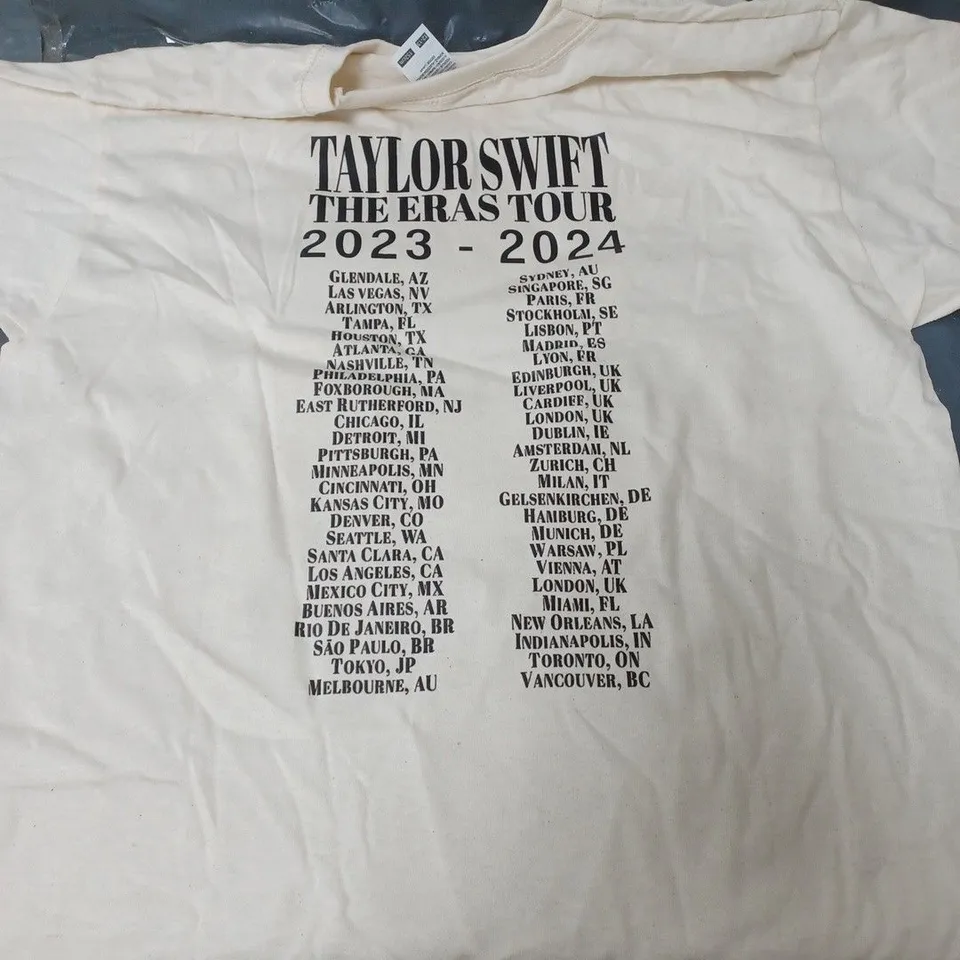 TAYLOR SWIFT
THE ERAS TOUR
2023 - 2024
GLENDALE, AZ
LAS VEGAS, NV
ARLINGTON, TX
TAMPA, FL
HOUSTON, TX
ATLANTA, GA
NASHVILLE, TN
PHILADELPHIA, PA
FOXBOROUGH, MA
EAST RUTHERFORD, NJ
CHICAGO, IL
DETROIT, MI
PITTSBURGH, PA
MINNEAPOLIS, MN
CINCINNATI, OH
KANSAS CITY, MO
DENVER, CO
SEATTLE, WA
SANTA CLARA, CA
LOS ANGELES, CA
MEXICO CITY, MX
BUENOS AIRES, AR
RIO DE JANEIRO, BR
SÃO PAULO, BR
TOKYO, JP
MELBOURNE, AU
SYDNEY, AU
SINGAPORE, SG
PARIS, FR
STOCKHOLM, SE
LISBON, PT
MADRID, ES
LYON, FR
EDINBURGH, UK
LIVERPOOL, UK
CARDIFF, UK
LONDON, UK
DUBLIN, IE
AMSTERDAM, NL
ZURICH, CH
MILAN, IT
GELSENKIRCHEN, DE
HAMBURG, DE
MUNICH, DE
WARSAW, PL
VIENNA, AT
LONDON, UK
MIAMI, FL
NEW ORLEANS, LA
INDIANAPOLIS, IN
TORONTO, ON
VANCOUVER, BC